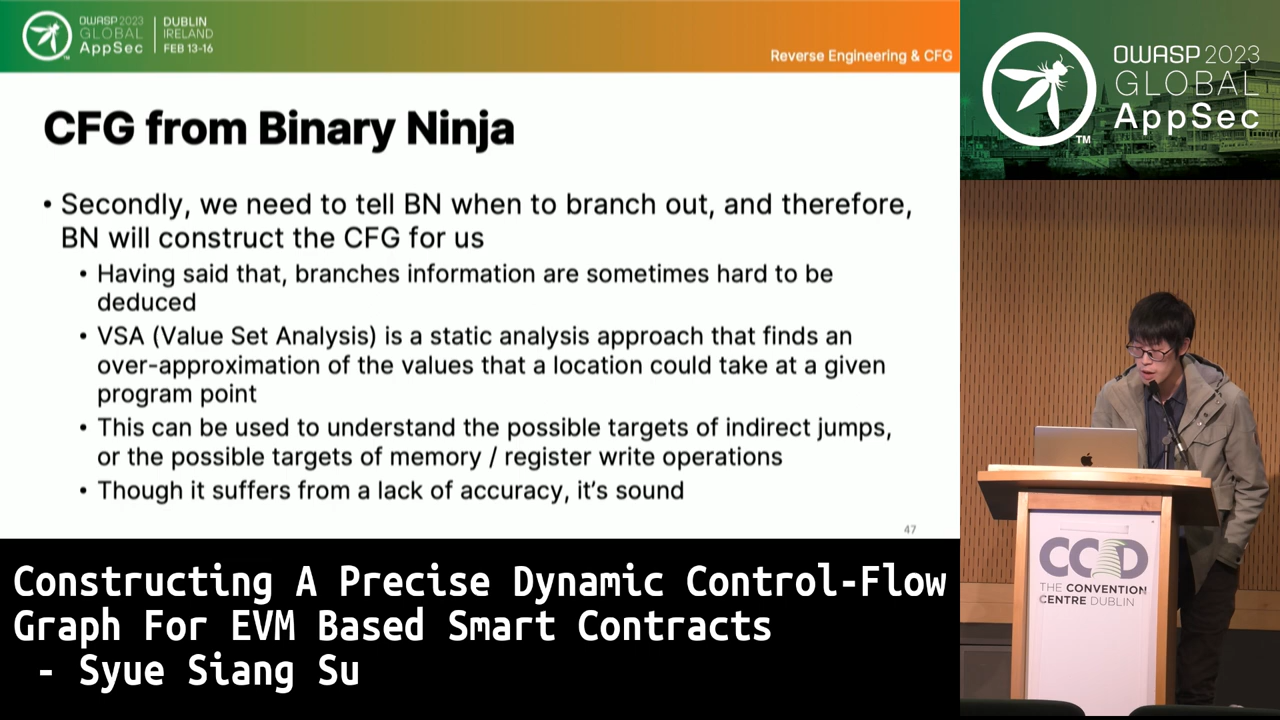 OWASP 2023
GLOBAL
AppSec
TM
DUBLIN
IRELAND
FEB 13-16
Reverse Engineering & CFG
CFG from Binary Ninja
• Secondly, we need to tell BN when to branch out, and therefore,
BN will construct the CFG for us
• Having said that, branches information are sometimes hard to be
deduced
• VSA (Value Set Analysis) is a static analysis approach that finds an
over-approximation of the values that a location could take at a given
program point
• This can be used to understand the possible targets of indirect jumps,
or the possible targets of memory / register write operations
• Though it suffers from a lack of accuracy, it's sound
47
Constructing A Precise Dynamic Control-Flow
Graph For EVM Based Smart Contracts
- Syue Siang Su
OWASP 2023
GLOBAL
AppSec
TM
CCD
THE CONVENTION
CENTRE DUBLIN